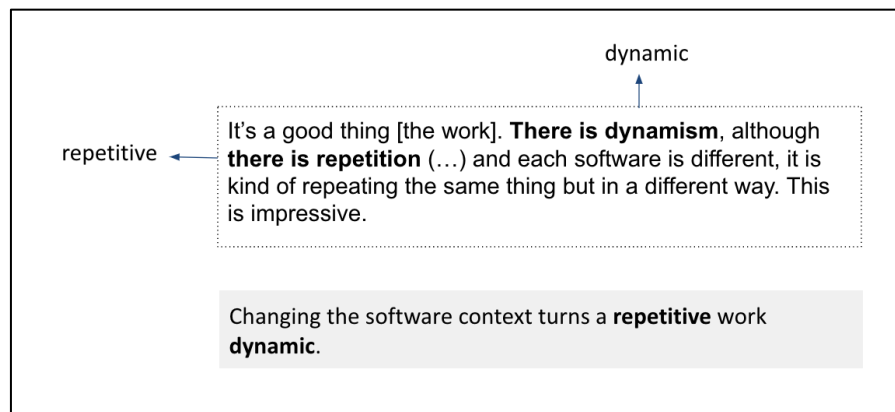 dynamic
repetitive
It’s a good thing [the work]. There is dynamism, although
there is repetition (…) and each software is different, it is
kind of repeating the same thing but in a different way. This
is impressive.
Changing the software context turns a repetitive work
dynamic.